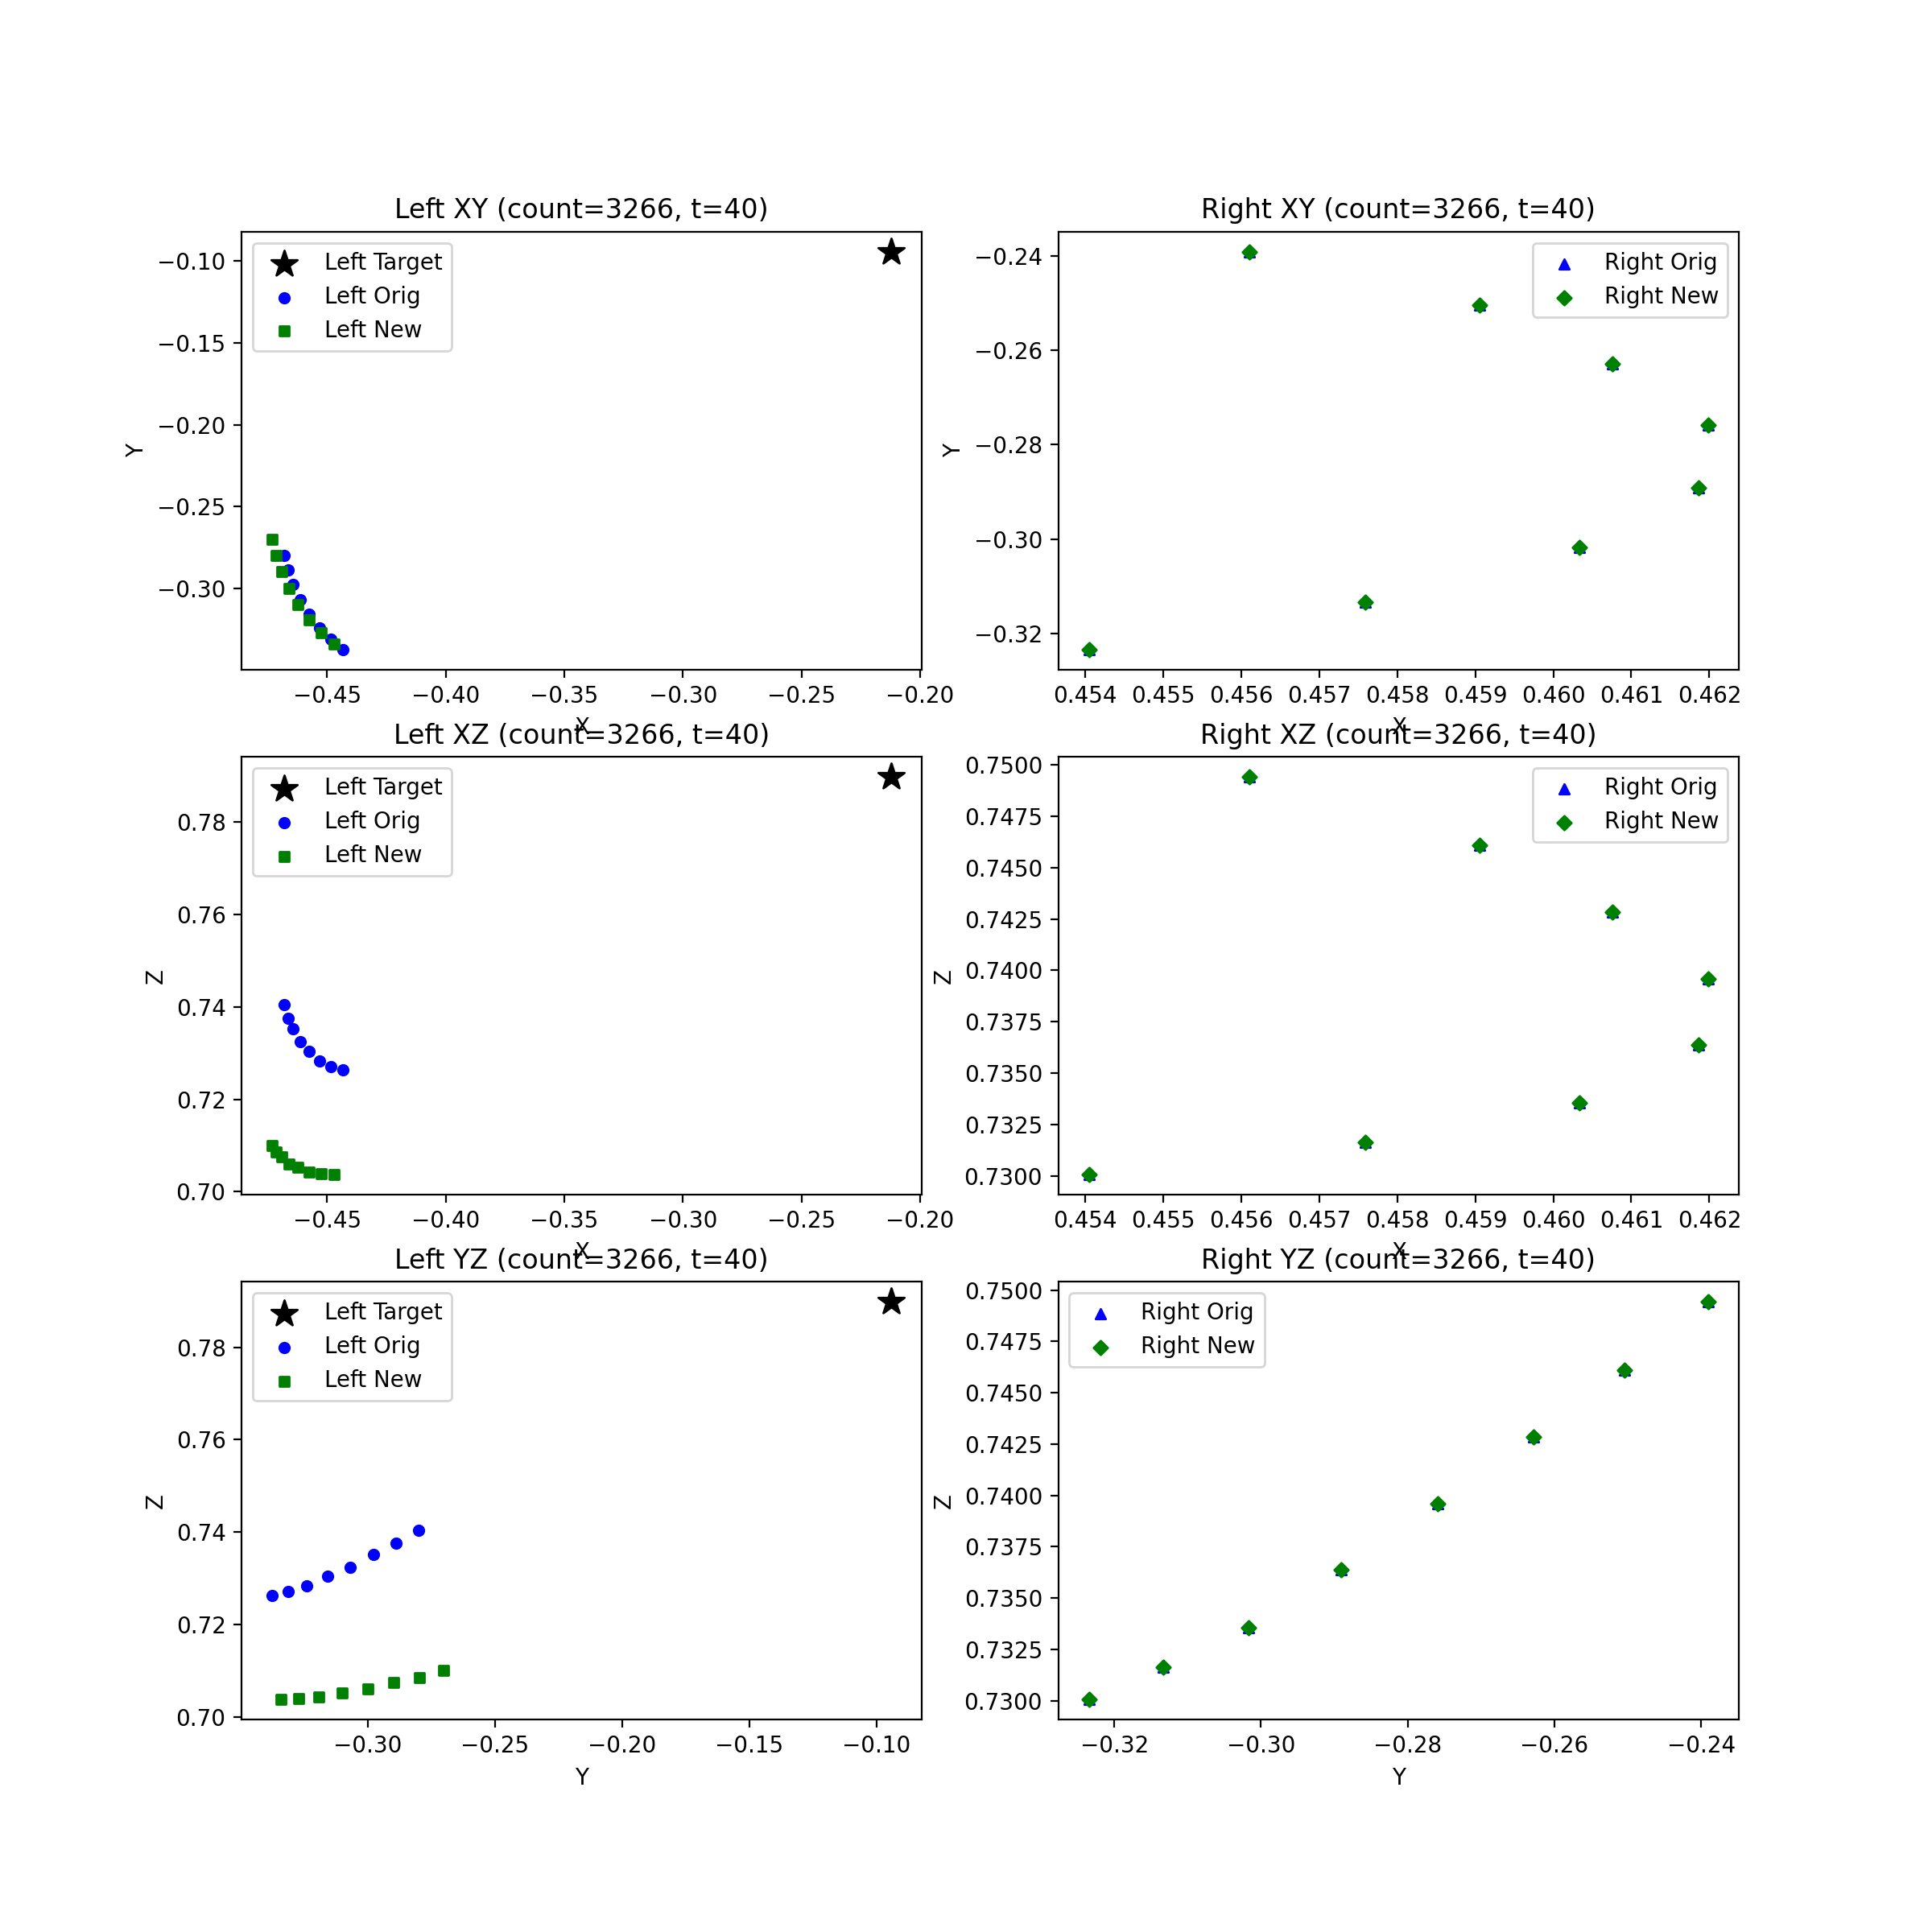 Left XY (count=3266, t=40)
Left Target
Left Orig
Left New
Y
−0.10
−0.15
−0.20
−0.25
−0.30
−0.45 −0.40 −0.35 −0.30 −0.25 −0.20
X
Right XY (count=3266, t=40)
Right Orig
Right New
Y
−0.24
−0.26
−0.28
−0.30
−0.32
0.454 0.455 0.456 0.457 0.458 0.459 0.460 0.461 0.462
X
Left XZ (count=3266, t=40)
Left Target
Left Orig
Left New
Z
0.78
0.76
0.74
0.72
0.70
−0.45 −0.40 −0.35 −0.30 −0.25 −0.20
X
Right XZ (count=3266, t=40)
Right Orig
Right New
Z
0.7500
0.7475
0.7450
0.7425
0.7400
0.7375
0.7350
0.7325
0.7300
0.454 0.455 0.456 0.457 0.458 0.459 0.460 0.461 0.462
X
Left YZ (count=3266, t=40)
Left Target
Left Orig
Left New
Z
0.78
0.76
0.74
0.72
0.70
−0.30 −0.25 −0.20 −0.15 −0.10
Y
Right YZ (count=3266, t=40)
Right Orig
Right New
Z
0.7500
0.7475
0.7450
0.7425
0.7400
0.7375
0.7350
0.7325
0.7300
−0.32 −0.30 −0.28 −0.26 −0.24
Y